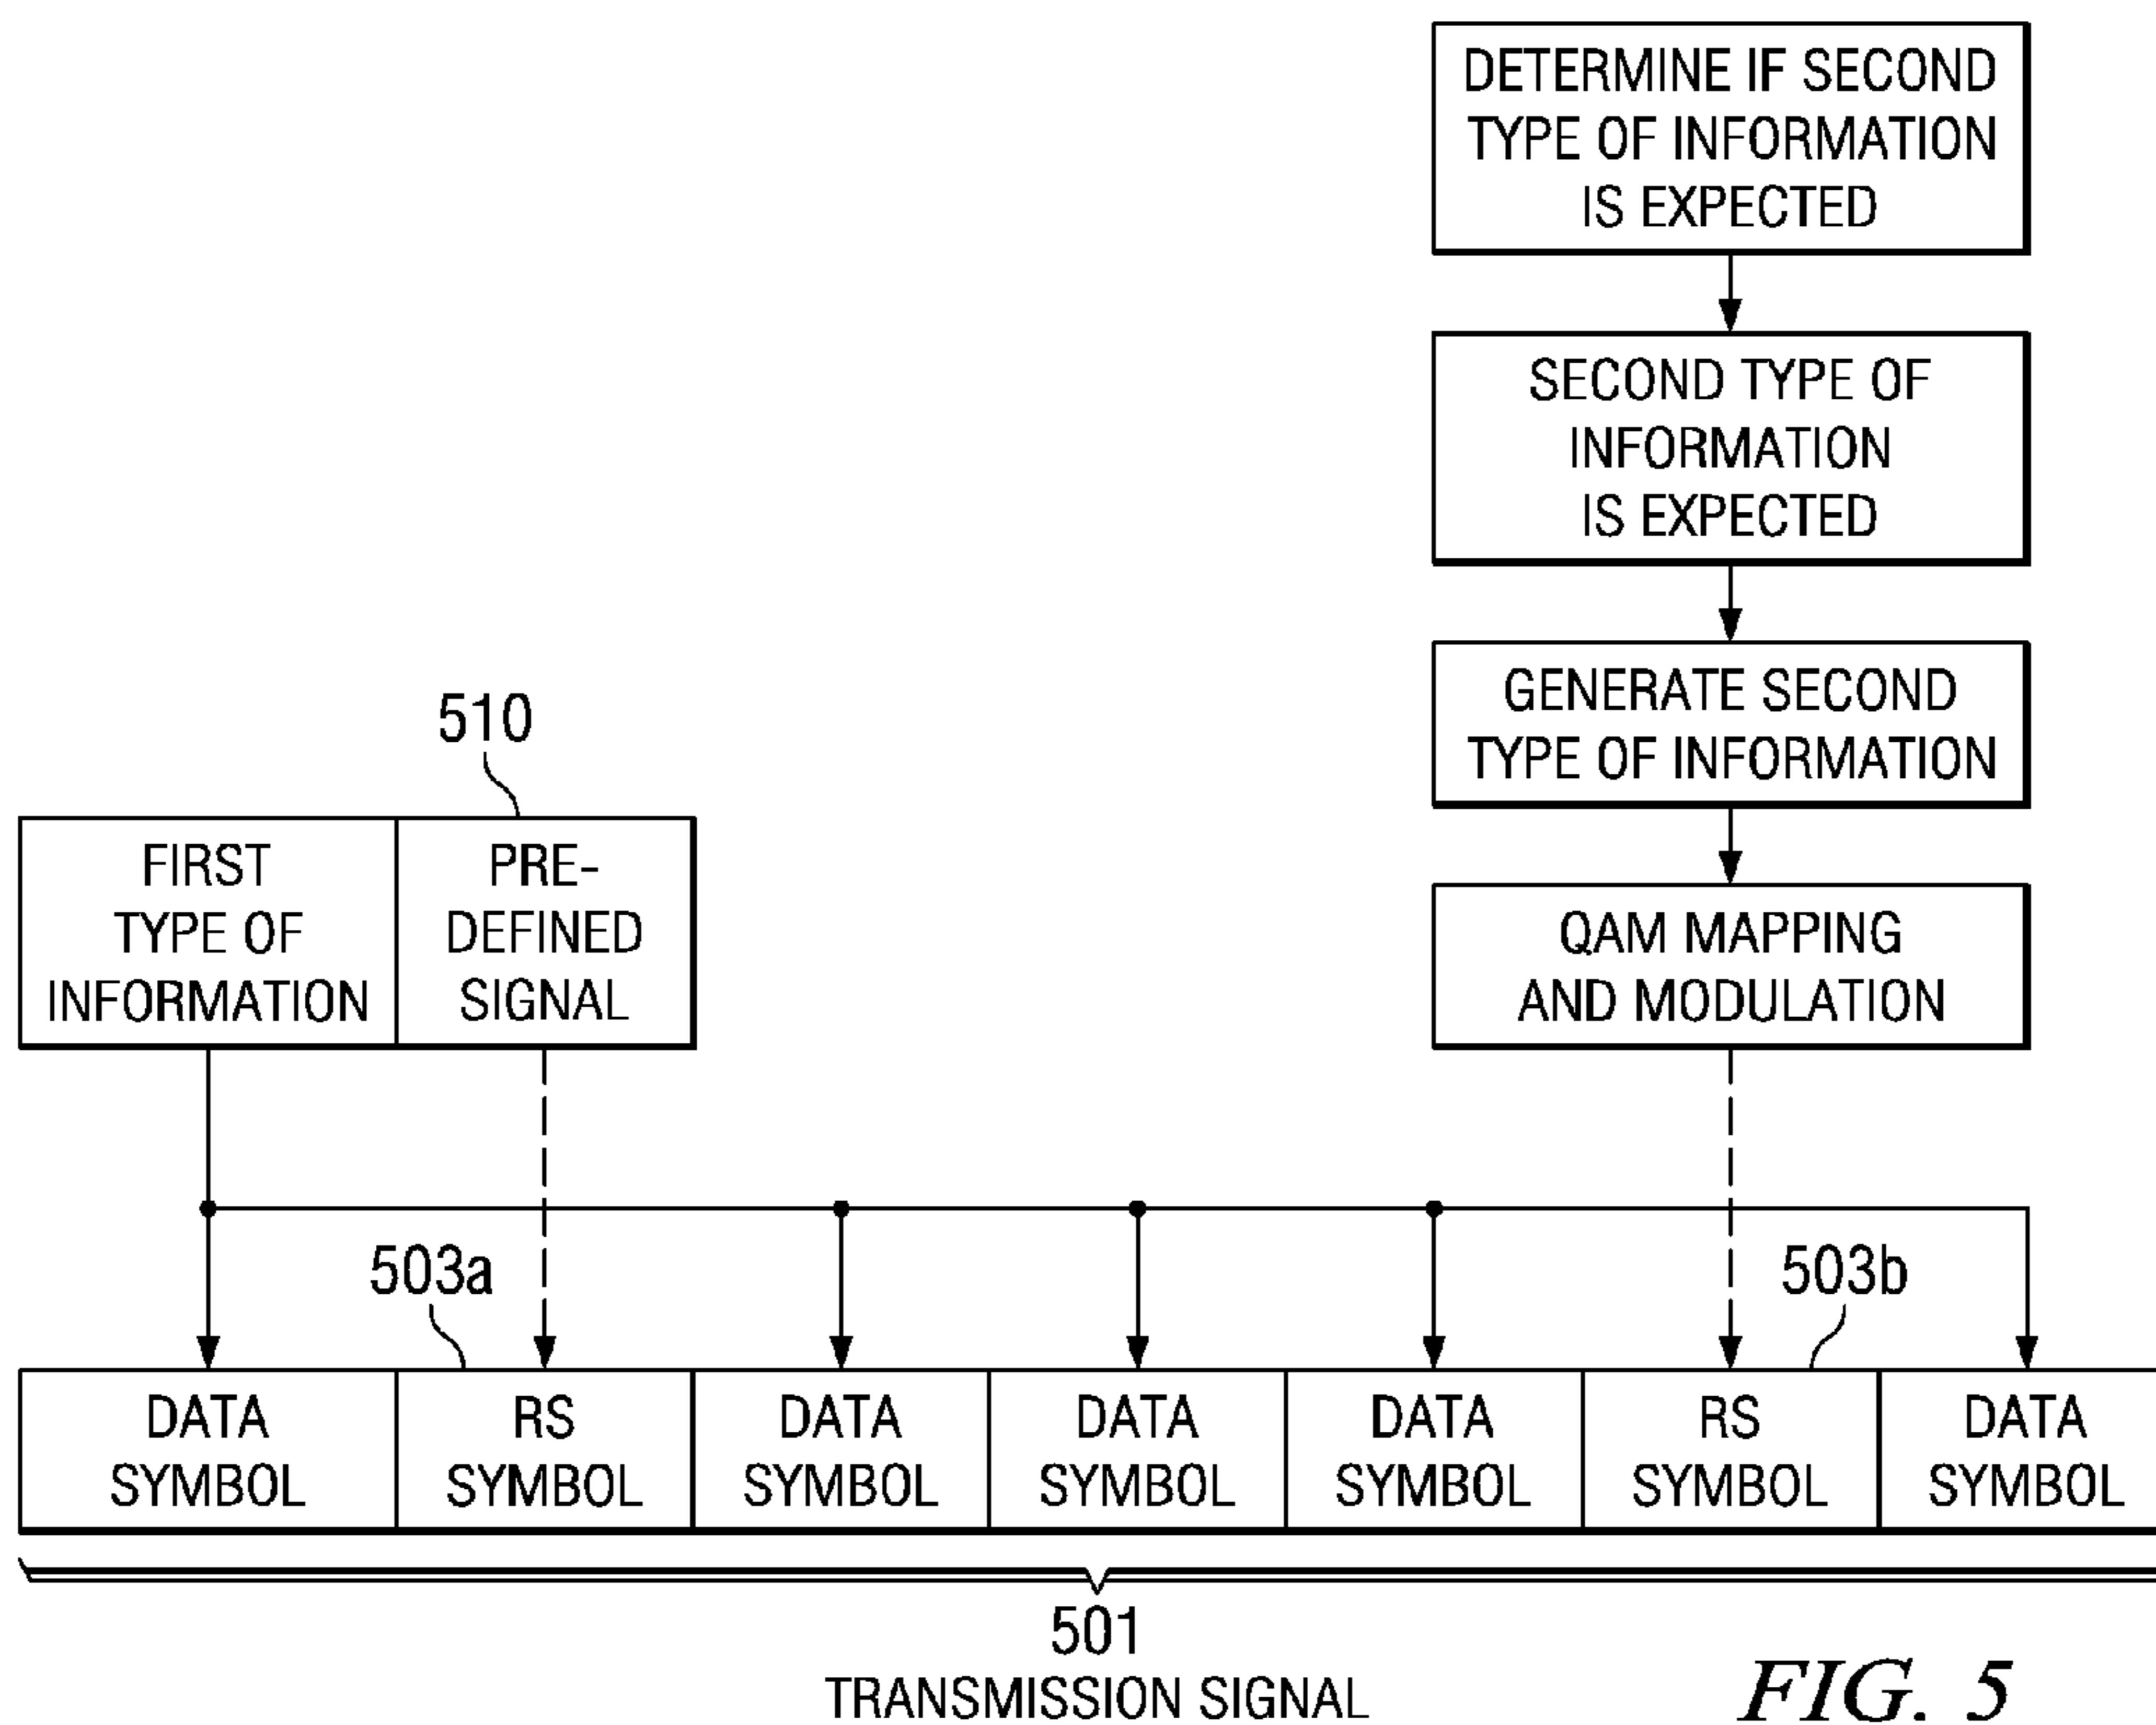 DETERMINE IF SECOND
TYPE OF INFORMATION
IS EXPECTED
SECOND TYPE OF
INFORMATION
IS EXPECTED
GENERATE SECOND
TYPE OF INFORMATION
QAM MAPPING
AND MODULATION
510
FIRST
TYPE OF
INFORMATION
PRE-
DEFINED
SIGNAL
503a
503b
DATA
SYMBOL
RS
SYMBOL
DATA
SYMBOL
DATA
SYMBOL
DATA
SYMBOL
RS
SYMBOL
DATA
SYMBOL
501
TRANSMISSION SIGNAL
FIG. 5